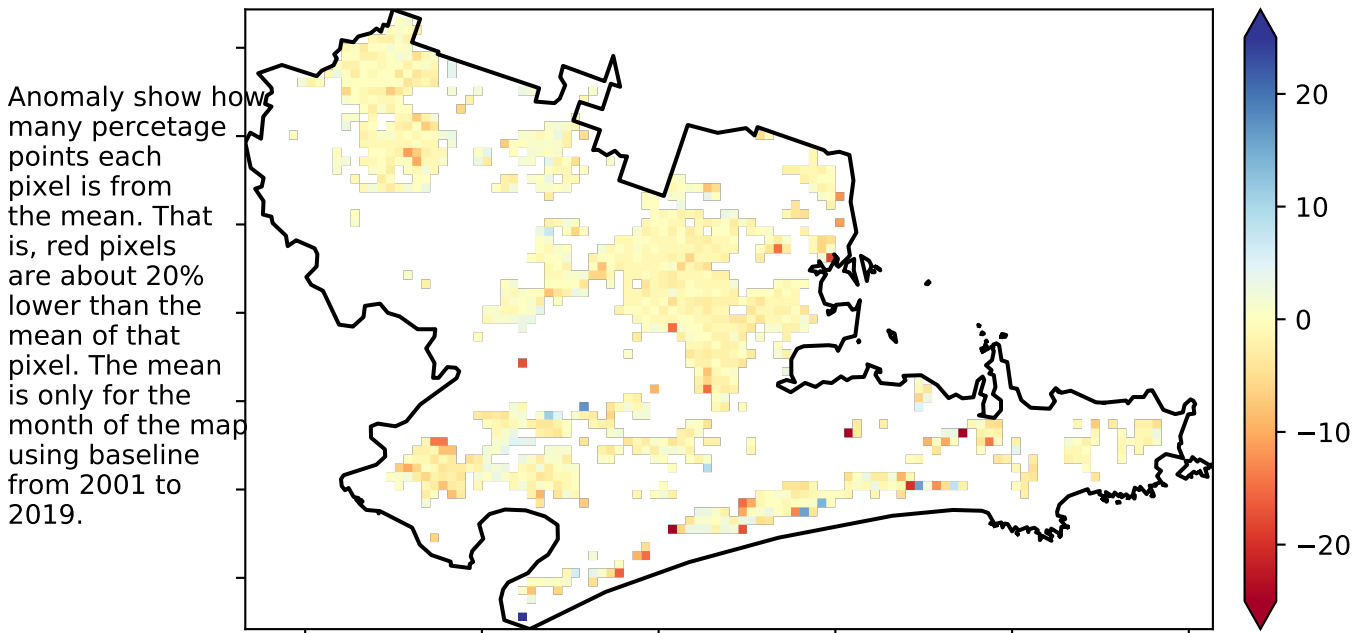 Anomaly show how
many percetage
points each
pixel is from
the mean. That
is, red pixels
are about 20%
lower than the
mean of that
pixel. The mean
is only for the
month of the map
using baseline
from 2001 to
2019.
20
10
0
−10
−20